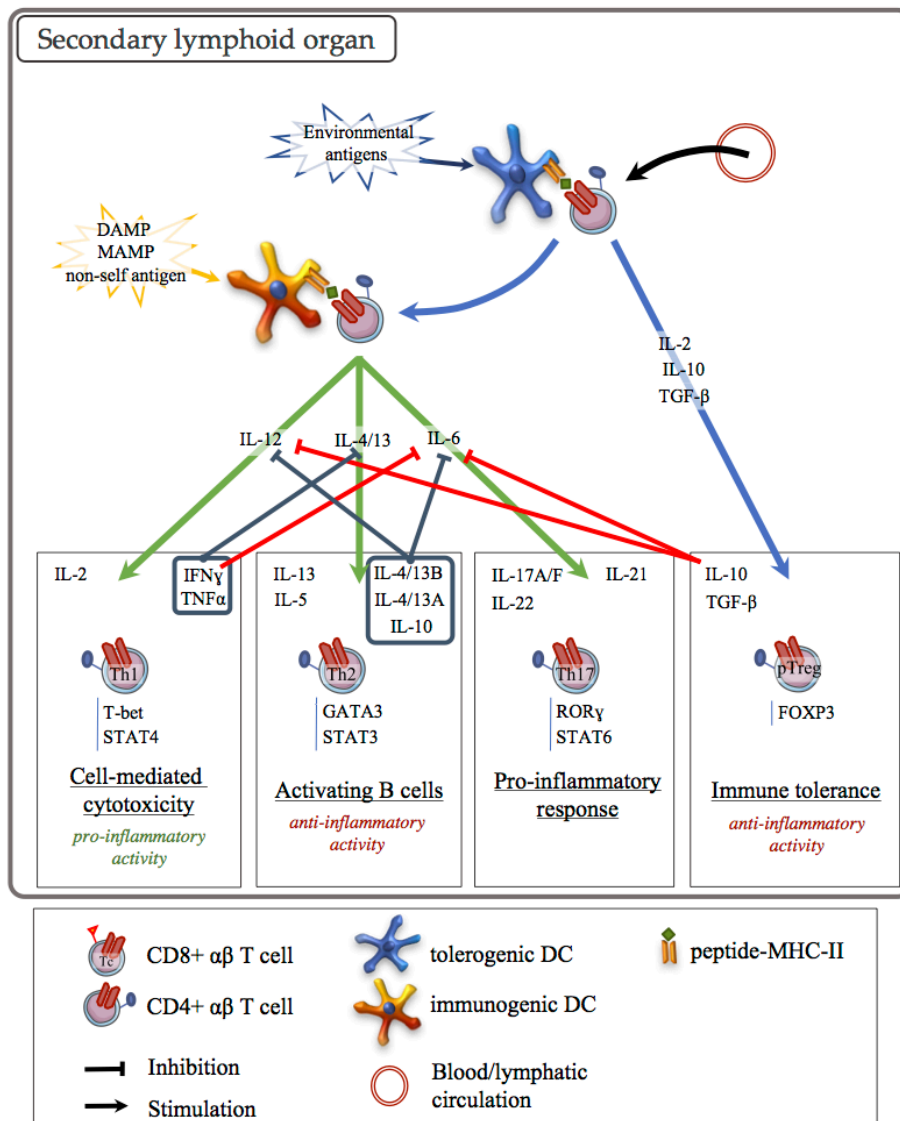 Secondary lymphoid organ
Environmental
antigens
DAMP
MAMP
non-self antigen
IL-2
IL-10
TGF-β
IL-12
IL-4/13
IL-6
IL-2
IFNɣ
TNFα
Th1
T-bet
STAT4
Cell-mediated
cytotoxicity
pro-inflammatory
activity
IL-13
IL-5
IL-4/13B
IL-4/13A
IL-10
Th2
GATA3
STAT3
Activating B cells
anti-inflammatory
activity
IL-17A/F
IL-21
IL-22
Th17
RORɣ
STAT6
Pro-inflammatory
response
IL-10
TGF-β
pTreg
FOXP3
Immune tolerance
anti-inflammatory
activity
Tc
CD8+ αβ T cell
CD4+ αβ T cell
Inhibition
Stimulation
tolerogenic DC
immunogenic DC
Blood/lymphatic
circulation
peptide-MHC-II